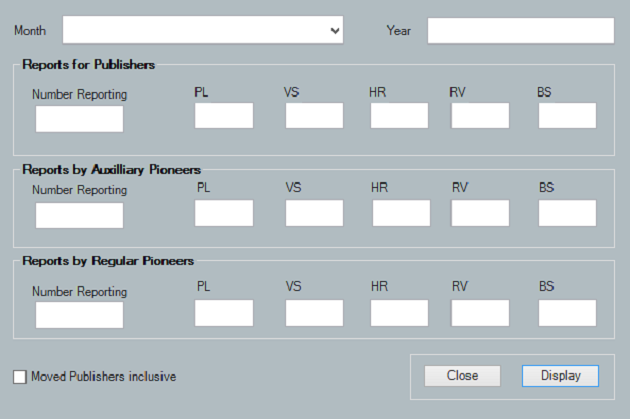 Month Year
Reports for Publishers
Number Reporting PL VS HR RV BS
Reports by Auxilliary Pioneers
Number Reporting PL VS HR RV BS
Reports by Regular Pioneers
Number Reporting PL VS HR RV BS
Moved Publishers inclusive Close Display